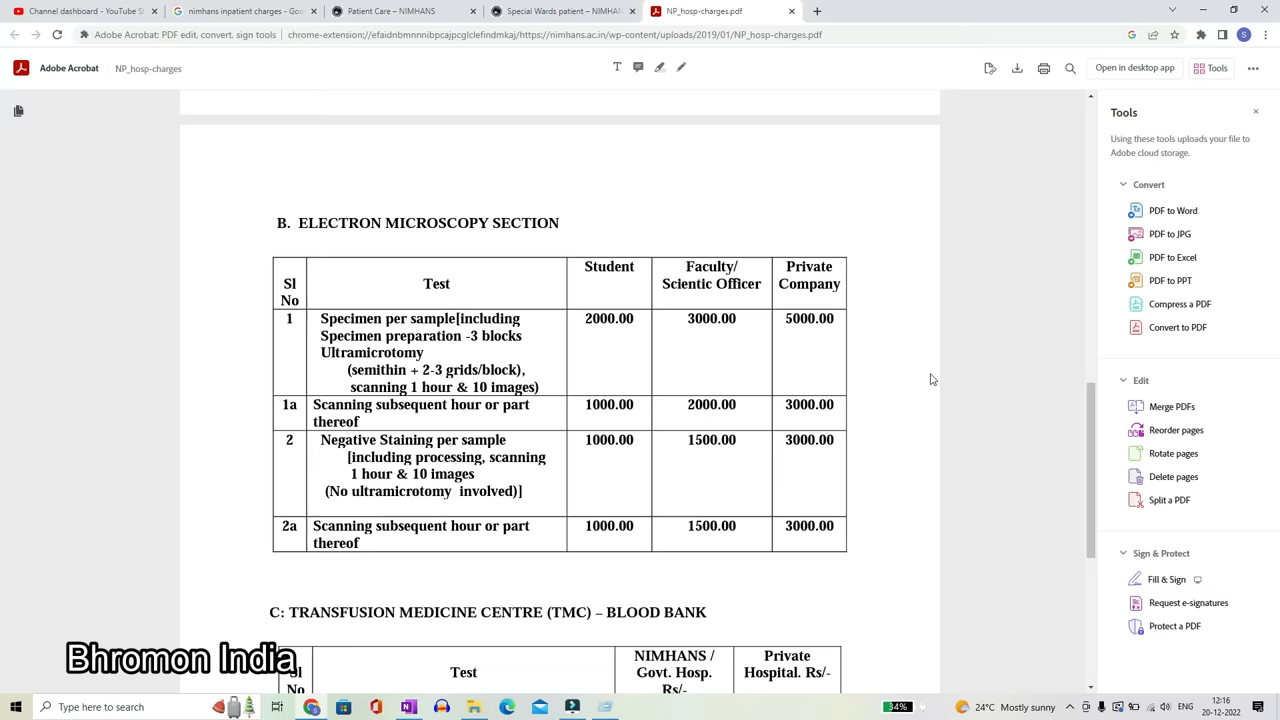 Channel dashboard - YouTube St
nimhans inpatient charges - Goo
Patient Care – NIMHANS
Special Wards patient – NIMHAN
NP_hosp-charges.pdf
Adobe Acrobat: PDF edit, convert, sign tools
chrome-extension://efaidnbmnnnibpcajpcglclefindmkaj/https://nimhans.ac.in/wp-content/uploads/2019/01/NP_hosp-charges.pdf
S
Adobe Acrobat
NP_hosp-charges
Open in desktop app
Tools
B. ELECTRON MICROSCOPY SECTION
Sl No
Test
Student
Faculty/ Scientic Officer
Private Company
1
Specimen per sample[including
Specimen preparation -3 blocks
Ultramicrotomy
(semithin + 2-3 grids/block),
scanning 1 hour & 10 images)
2000.00
3000.00
5000.00
1a
Scanning subsequent hour or part
thereof
1000.00
2000.00
3000.00
2
Negative Staining per sample
[including processing, scanning
1 hour & 10 images
(No ultramicrotomy involved)]
1000.00
1500.00
3000.00
2a
Scanning subsequent hour or part
thereof
1000.00
1500.00
3000.00
C: TRANSFUSION MEDICINE CENTRE (TMC) – BLOOD BANK
Sl
No
Test
NIMHANS /
Govt. Hosp.
Rs/-
Private
Hospital. Rs/-
Bhromon India
Tools
Using these tools uploads your file to
Adobe cloud storage.
Convert
PDF to Word
PDF to JPG
PDF to Excel
PDF to PPT
Compress a PDF
Convert to PDF
Edit
Merge PDFs
Reorder pages
Rotate pages
Delete pages
Split a PDF
Sign & Protect
Fill & Sign
Request e-signatures
Protect a PDF
Type here to search
34%
24°C Mostly sunny
ENG
12:16
20-12-2022